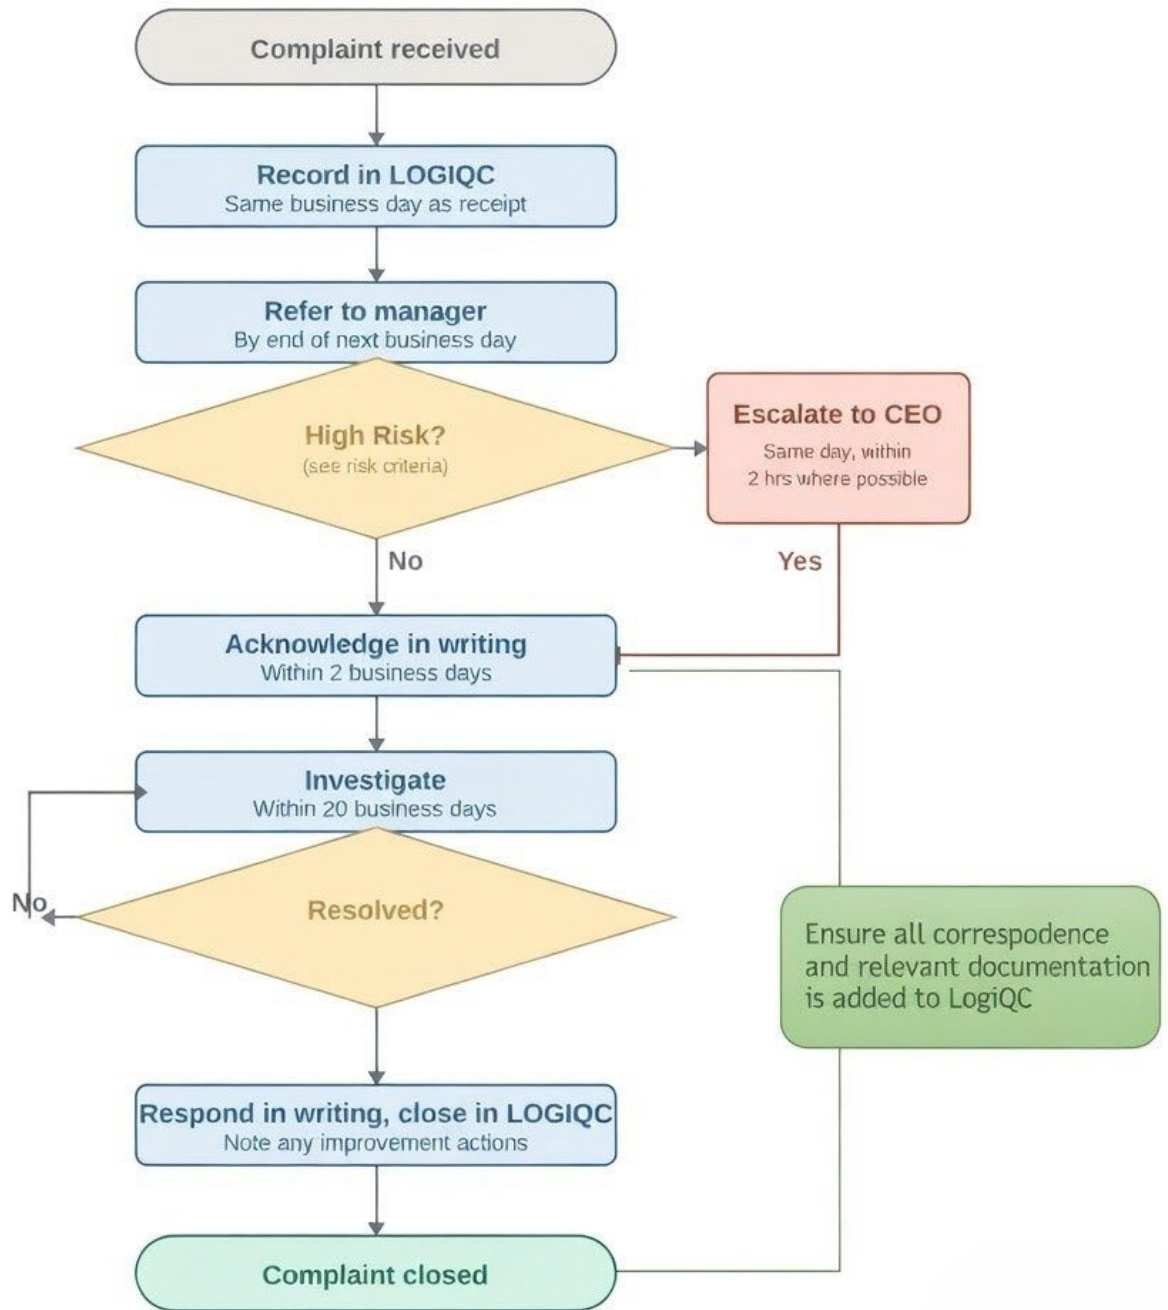 Complaint received
Record in LOGIQC
Same business day as receipt
Refer to manager
By end of next business day
High Risk?
(see risk criteria)
Escalate to CEO
Same day, within
2 hrs where possible
No
Yes
Acknowledge in writing
Within 2 business days
Investigate
Within 20 business days
No
Resolved?
Ensure all correspodence
and relevant documentation
is added to LogiQC
Respond in writing, close in LOGIQC
Note any improvement actions
Complaint closed